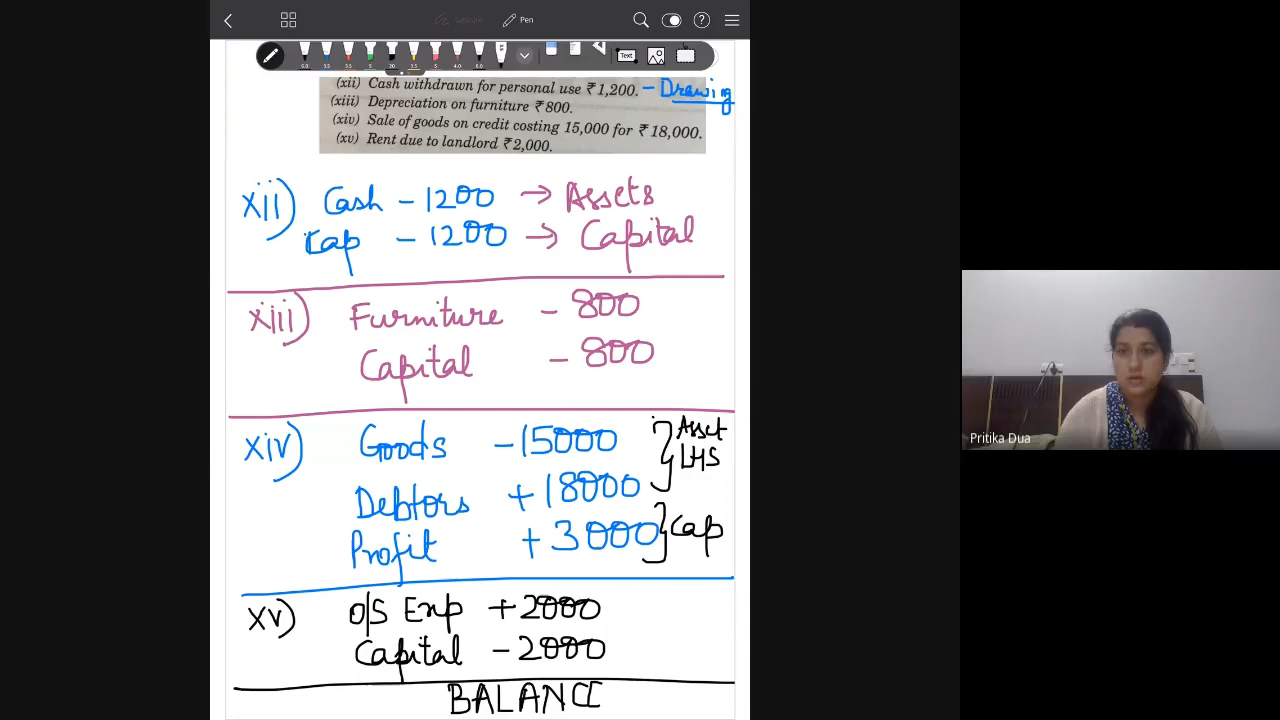 Gesture
Pen
Text
(xii) Cash withdrawn for personal use ₹1,200. - Drawing
(xiii) Depreciation on furniture ₹800.
(xiv) Sale of goods on credit costing 15,000 for ₹18,000.
(xv) Rent due to landlord ₹2,000.
xii) Cash - 1200 → Assets
Cap - 1200 → Capital
xiii) Furniture - 800
Capital - 800
xiv) Goods - 15000
Debtors + 18000
Profit + 3000
Asset
LHS
Cap
xv) O/S Exp + 2000
Capital - 2000
BALANCE
Pritika Dua